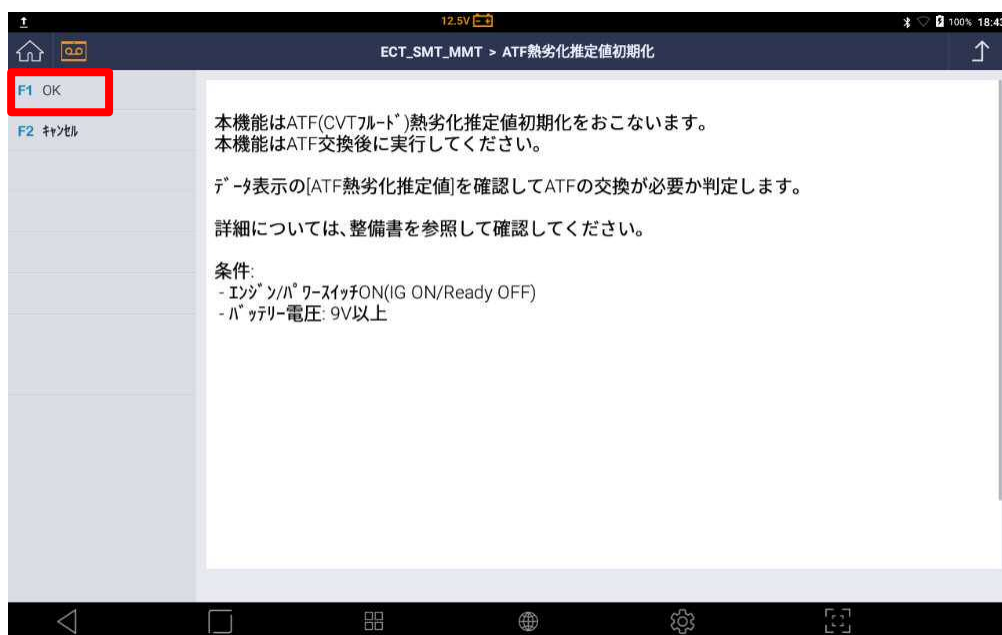 12.5V
100% 18:43
ECT_SMT_MMT > ATF熱劣化推定値初期化
F1 OK
F2 ｷｬﾝｾﾙ
本機能はATF(CVTﾌﾙｰﾄﾞ)熱劣化推定値初期化をおこないます。
本機能はATF交換後に実行してください。
ﾃﾞｰﾀ表示の[ATF熱劣化推定値]を確認してATFの交換が必要か判定します。
詳細については、整備書を参照して確認してください。
条件:
- ｴﾝｼﾞﾝ/ﾊﾟﾜｰｽｲｯﾁON(IG ON/Ready OFF)
- ﾊﾞｯﾃﾘｰ電圧: 9V以上